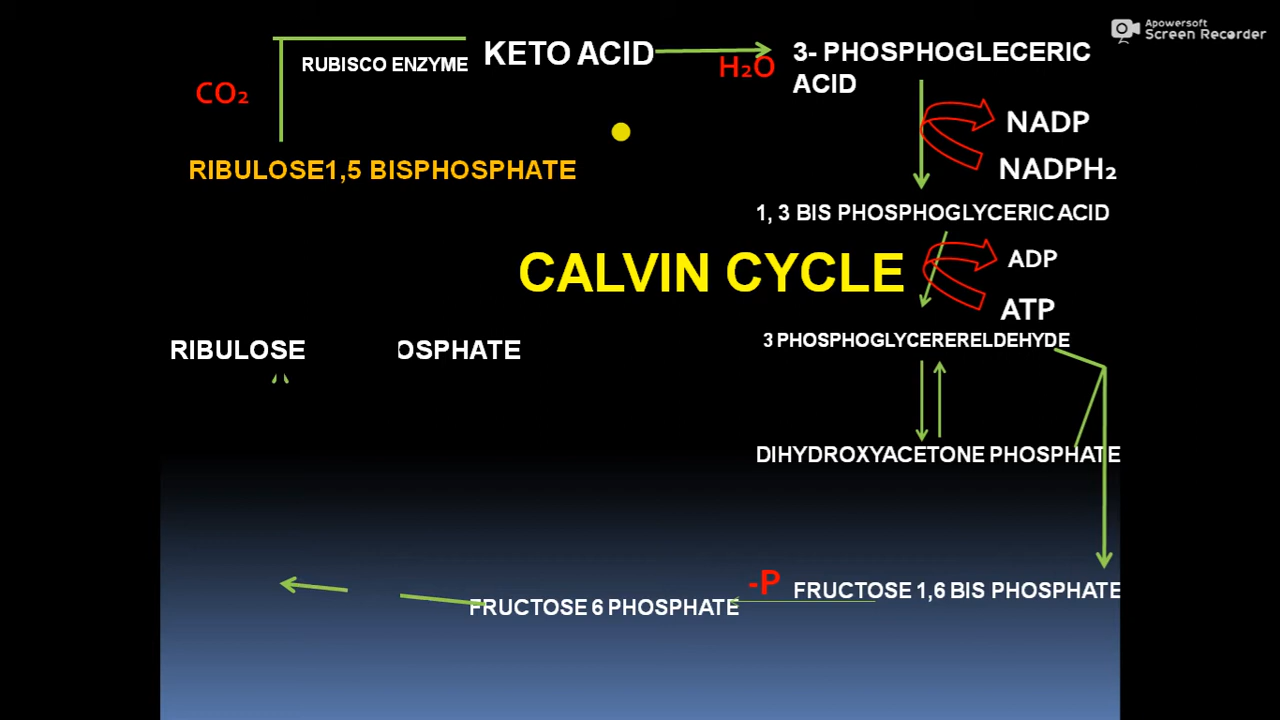 Apowersoft
Screen Recorder
KETO ACID
3- PHOSPHOGLECERIC
ACID
RUBISCO ENZYME
H₂O
CO₂
NADP
NADPH₂
RIBULOSE1,5 BISPHOSPHATE
1, 3 BIS PHOSPHOGLYCERIC ACID
CALVIN CYCLE
ADP
ATP
3 PHOSPHOGLYCERERELDEHYDE
RIBULOSE OSPHATE
DIHYDROXYACETONE PHOSPHATE
-P
FRUCTOSE 1,6 BIS PHOSPHATE
FRUCTOSE 6 PHOSPHATE